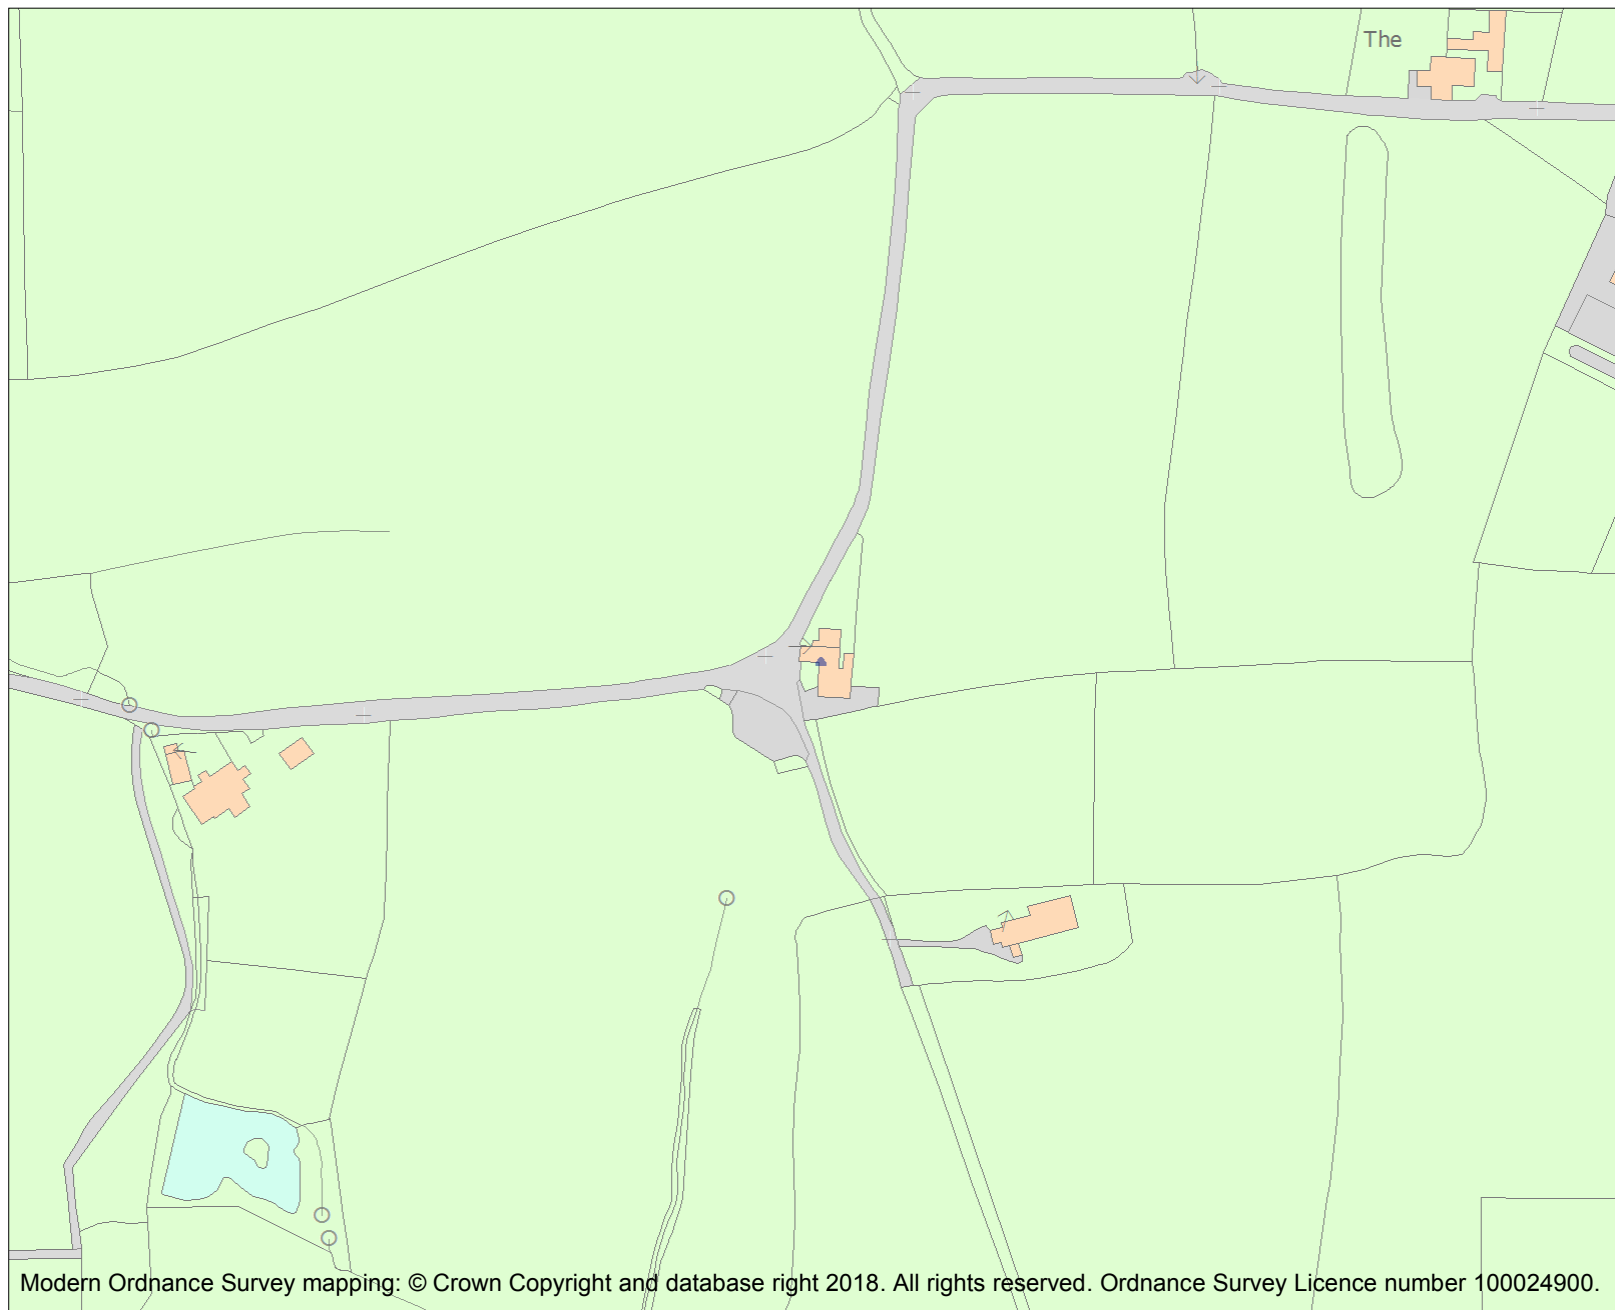 The
Modern Ordnance Survey mapping: © Crown Copyright and database right 2018. All rights reserved. Ordnance Survey Licence number 100024900.